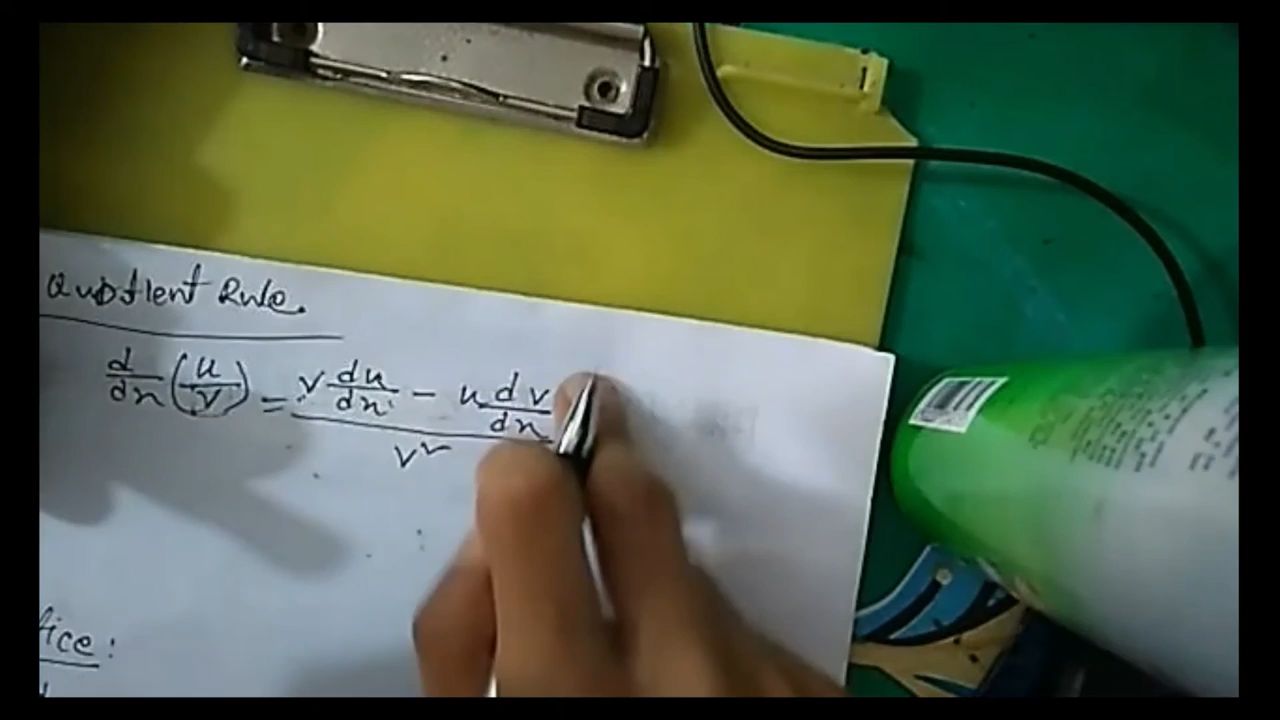 Quotient Rule.
d/dx (u/v) = (v du/dx - u dv/dx) / v²
tice: